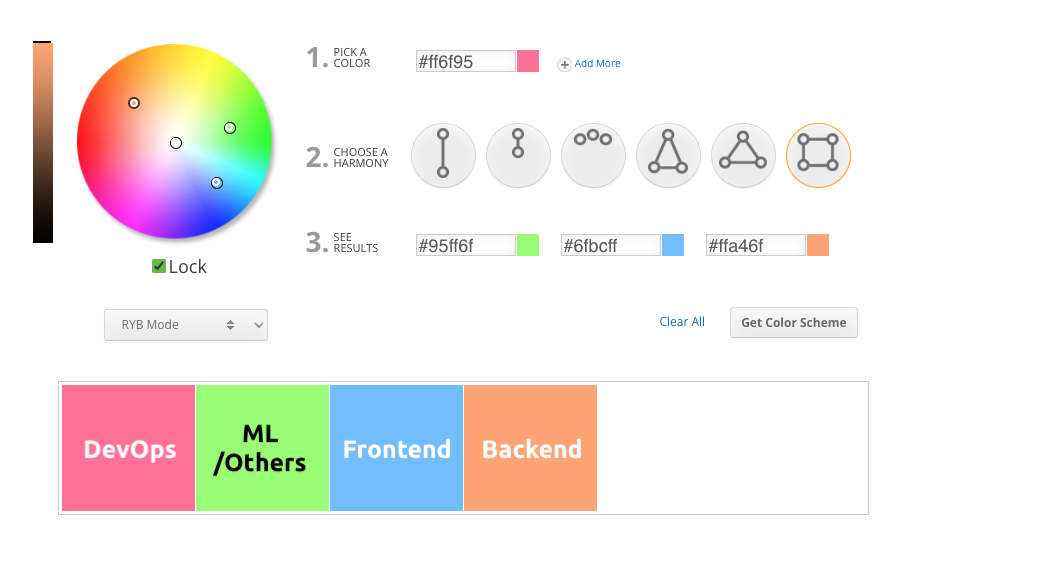 1. PICK A
COLOR
#ff6f95
Add More
2. CHOOSE A
HARMONY
3. SEE
RESULTS
#95ff6f
#6fbcff
#ffa46f
Lock
RYB Mode
Clear All
Get Color Scheme
DevOps
ML
/Others
Frontend
Backend